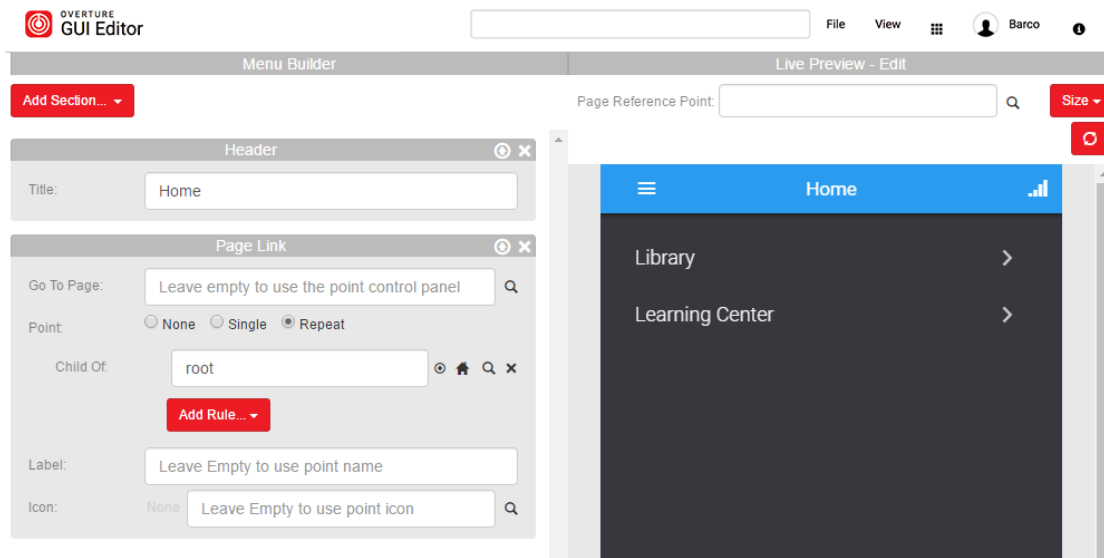 OVERTURE
GUI Editor
File View Barco
Menu Builder
Live Preview - Edit
Add Section...
Page Reference Point:
Size
Header
Title:
Home
Page Link
Go To Page:
Leave empty to use the point control panel
Point:
None Single Repeat
Child Of:
root
Add Rule...
Label:
Leave Empty to use point name
Icon:
None
Leave Empty to use point icon
Home
Library
Learning Center